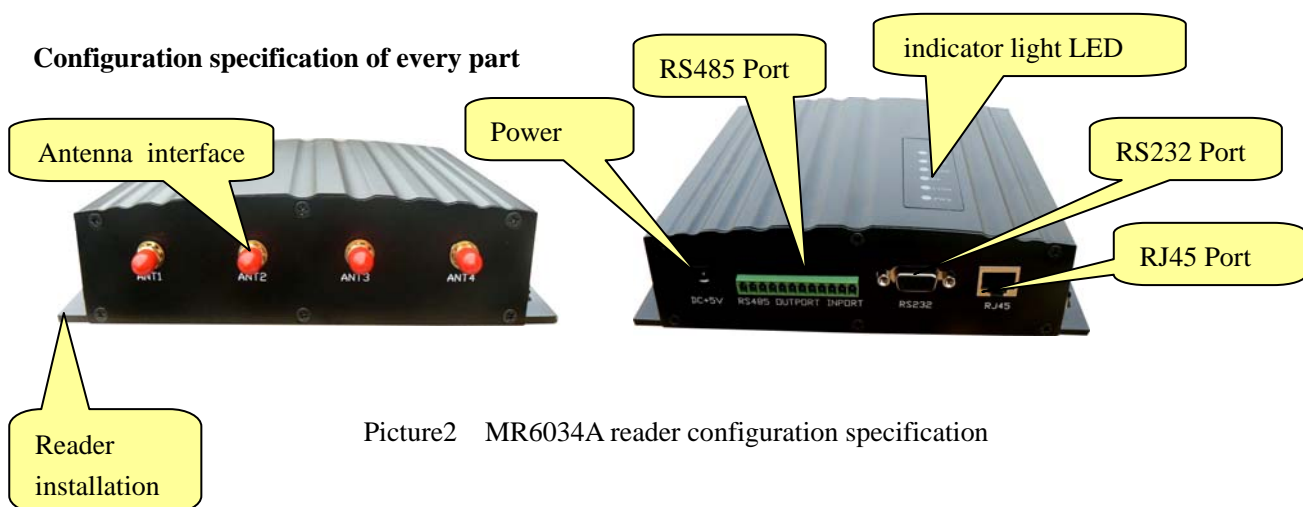 Configuration specification of every part
indicator light LED
RS485 Port
Power
Antenna interface
RS232 Port
RJ45 Port
ANT1 ANT2 ANT3 ANT4
DC+5V RS485 OUTPORT INPORT RS232 RJ45
Reader
installation
Picture2 MR6034A reader configuration specification